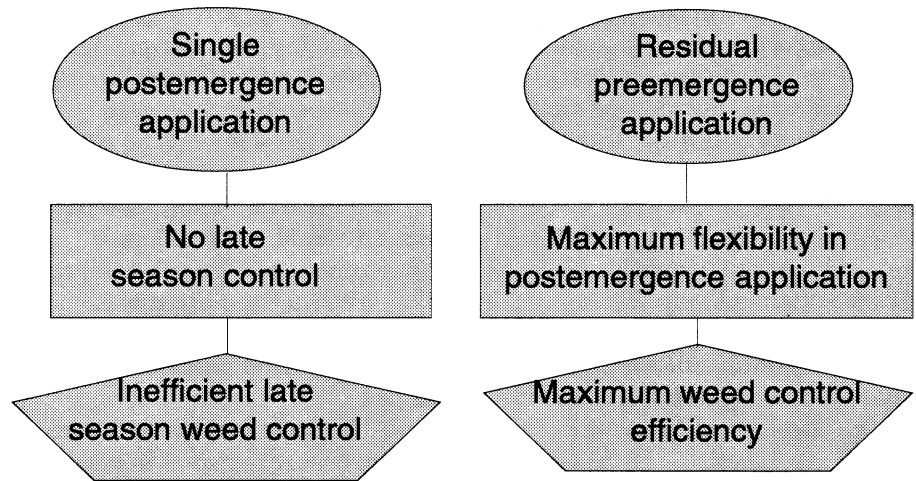 Single
postemergence
application
No late
season control
Inefficient late
season weed control
Residual
preemergence
application
Maximum flexibility in
postemergence application
Maximum weed control
efficiency